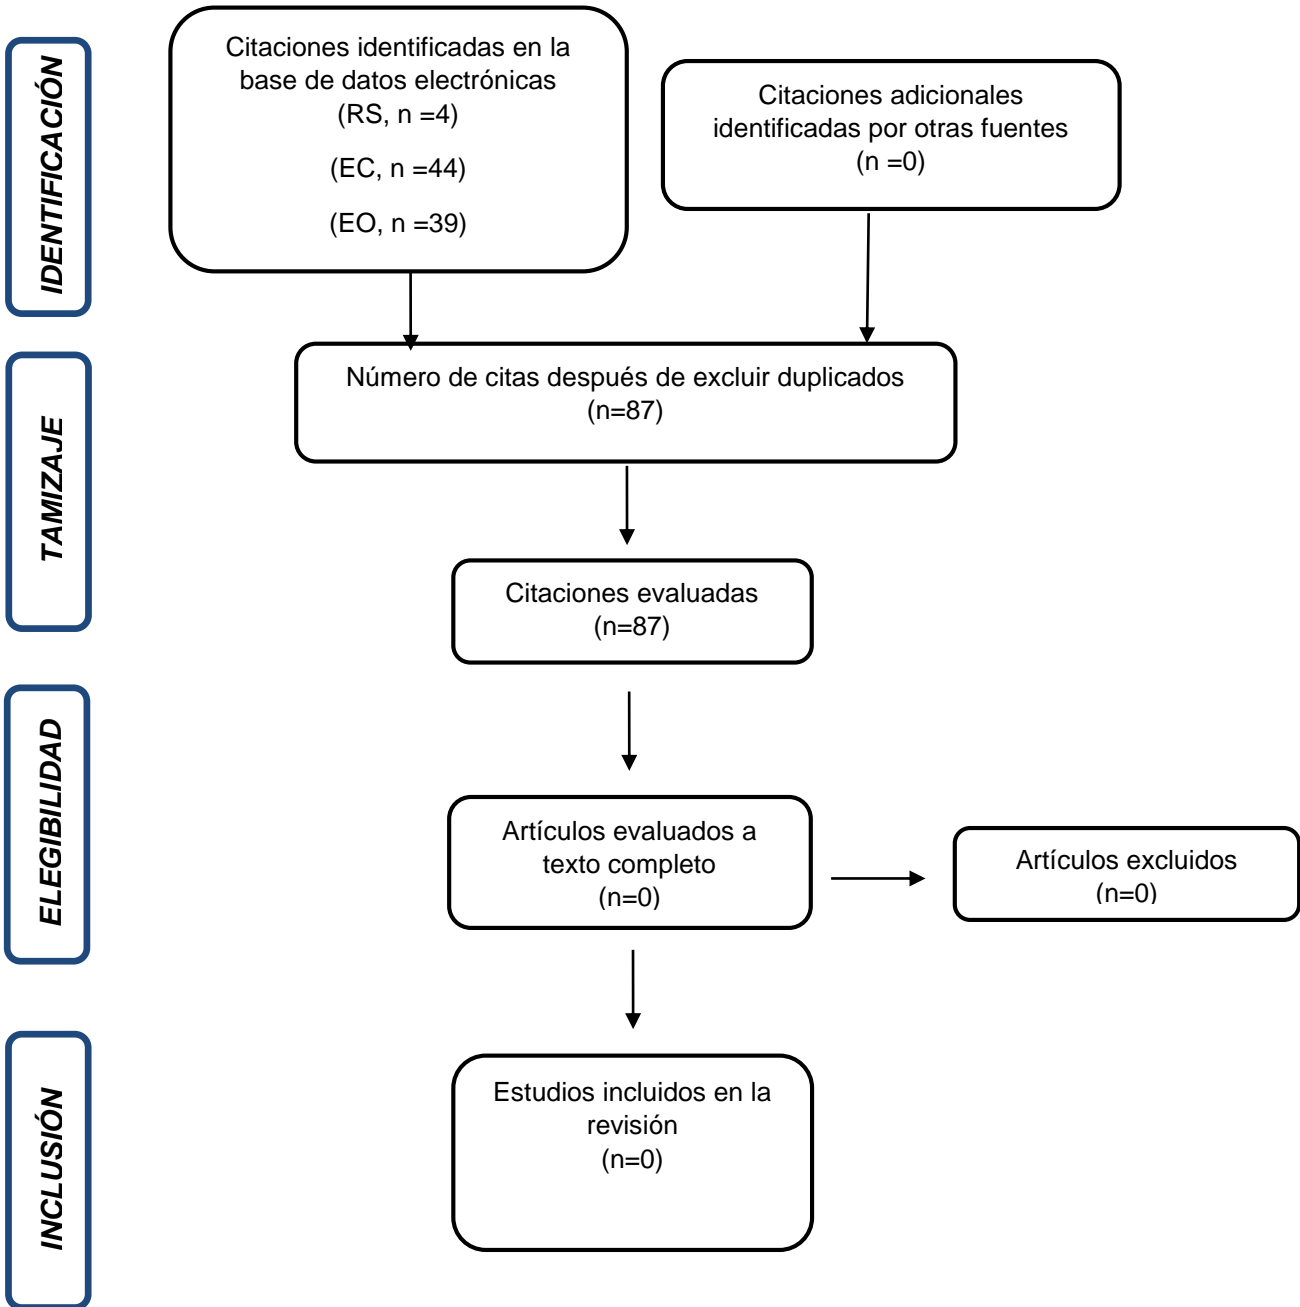 IDENTIFICACIÓN
Citaciones identificadas en la
base de datos electrónicas
(RS, n =4)
(EC, n =44)
(EO, n =39)
Citaciones adicionales
identificadas por otras fuentes
(n =0)
TAMIZAJE
Número de citas después de excluir duplicados
(n=87)
Citaciones evaluadas
(n=87)
ELEGIBILIDAD
Artículos evaluados a
texto completo
(n=0)
Artículos excluidos
(n=0)
INCLUSIÓN
Estudios incluidos en la
revisión
(n=0)